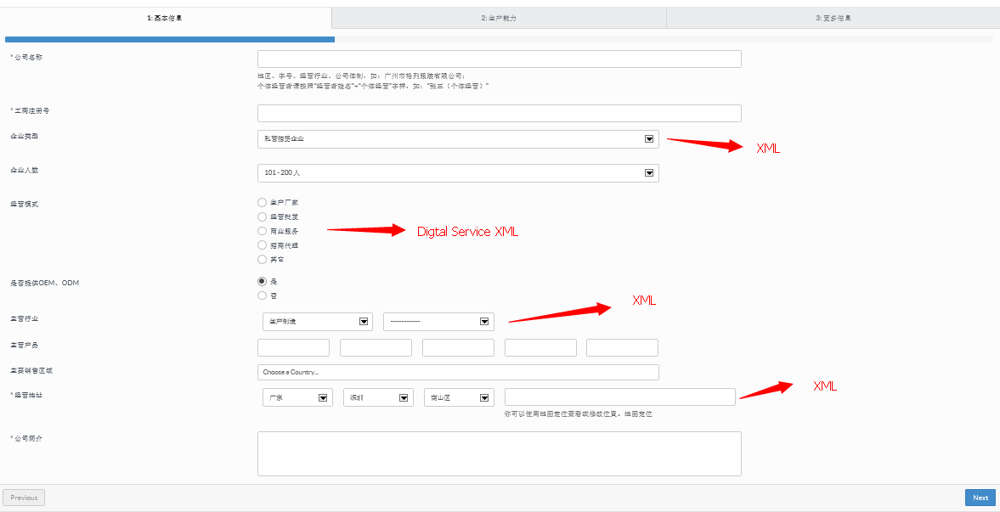 1: 基本信息
2: 生产能力
3: 更多信息
* 公司名称
地区、字号、经营行业、公司体制，如：广州市格列服装有限公司;
个体经营者请按照"经营者姓名"+"个体经营"字样，如："张三（个体经营）"
* 工商注册号
企业类型
私营独资企业
XML
企业人数
101 - 200 人
经营模式
生产厂家
经营批发
商业服务
招商代理
其它
Digtal Service XML
是否提供OEM、ODM
是
否
主营行业
生产制造
-------------
XML
主营产品
主要销售区域
Choose a Country...
* 经营地址
广东
深圳
南山区
XML
你可以使用地图定位查看或修改位置。地图定位
* 公司简介
Previous
Next